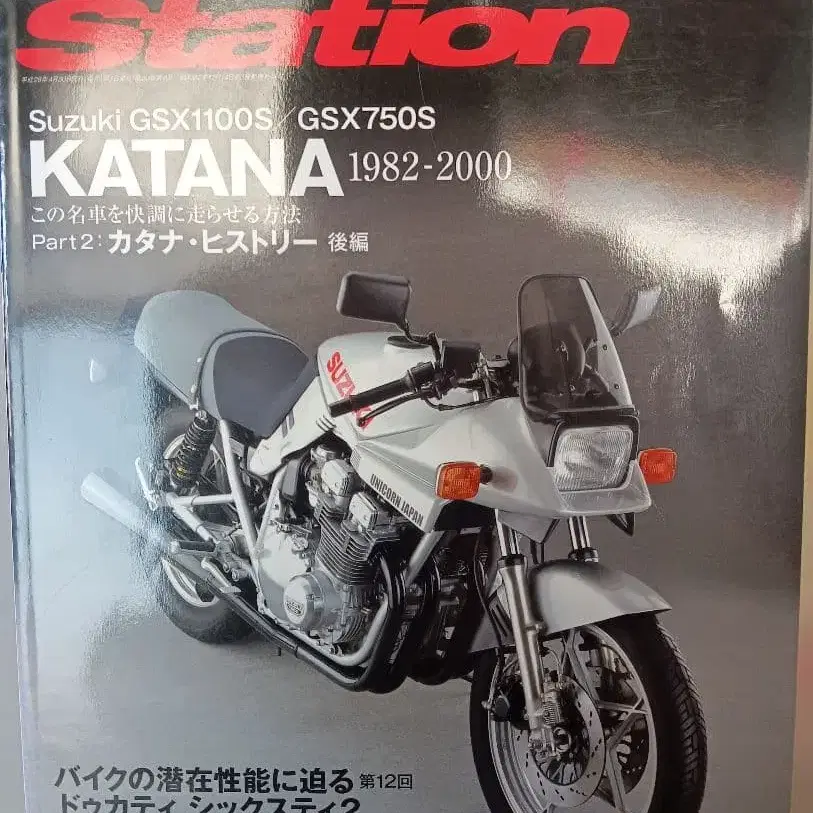 Station
Suzuki GSX1100S/GSX750S
KATANA 1982-2000
この名車を快調に走らせる方法
Part2:カタナ・ヒストリー 後編
SUZUKI
UNICORN JAPAN
バイクの潜在性能に迫る 第12回
ドゥカティ シックスティ2